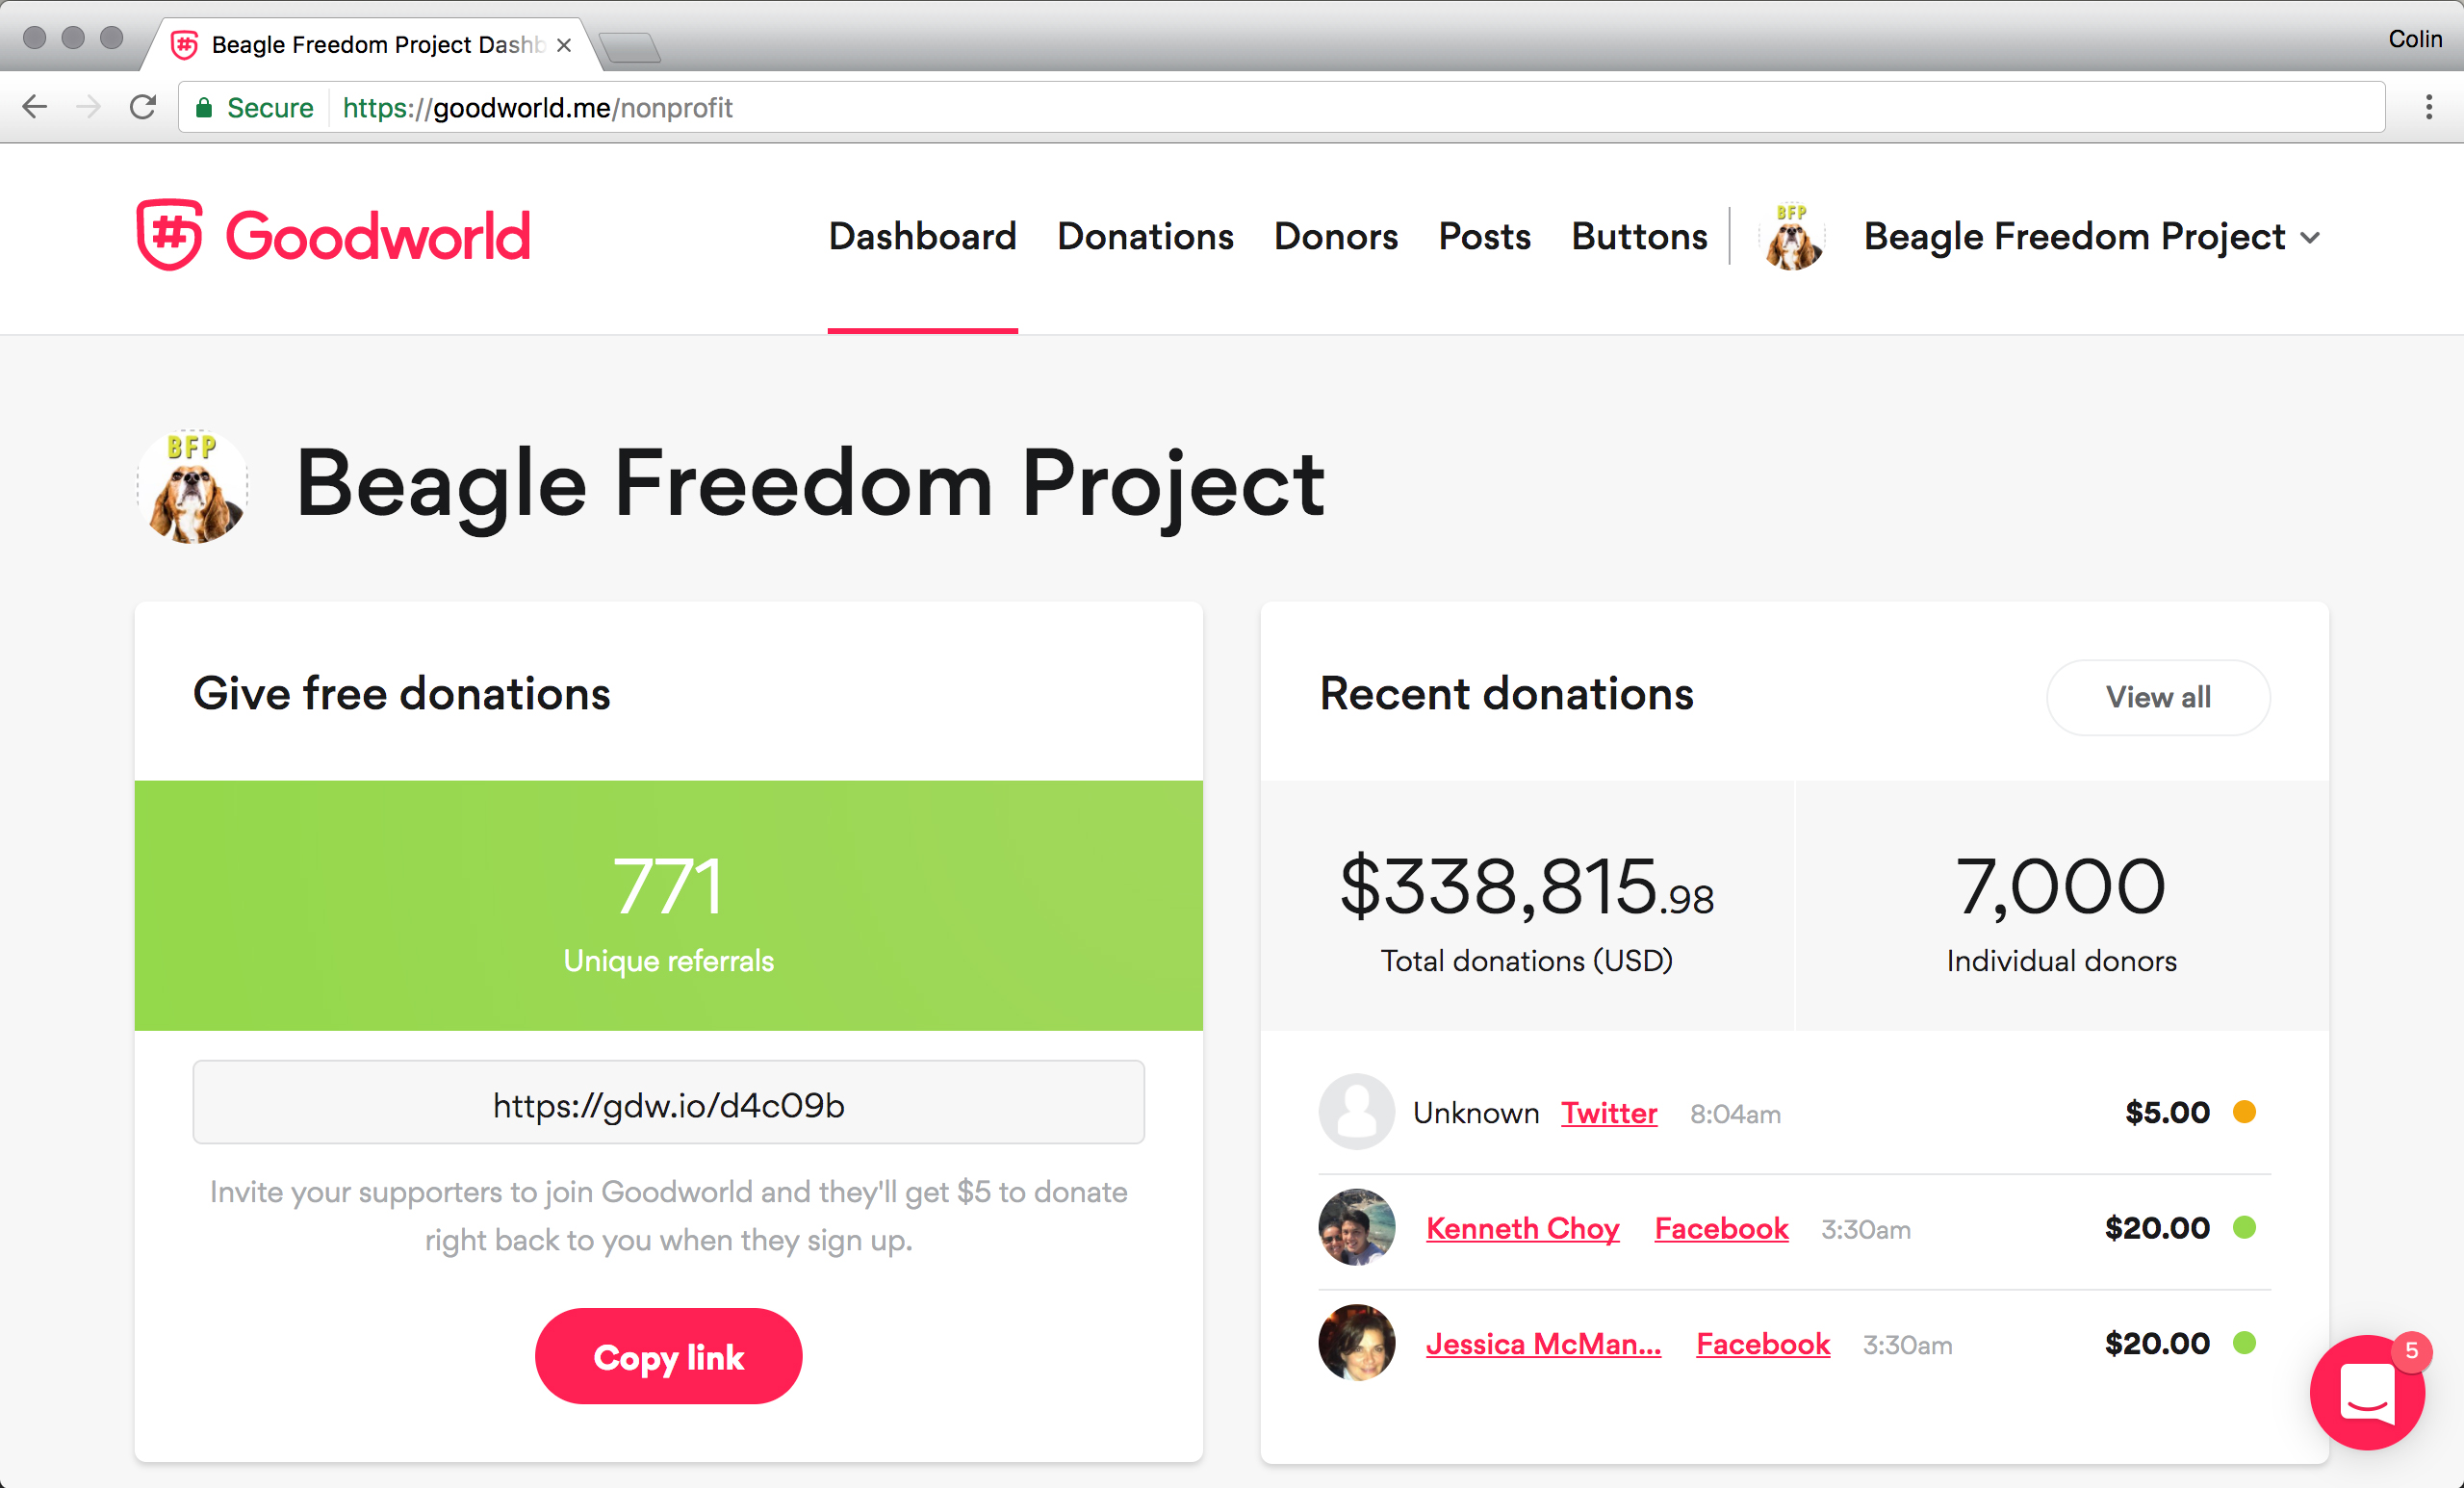 Beagle Freedom Project Dashb
Colin
Secure https://goodworld.me/nonprofit
Goodworld Dashboard Donations Donors Posts Buttons BFP Beagle Freedom Project
BFP
Beagle Freedom Project
Give free donations
771
Unique referrals
https://gdw.io/d4c09b
Invite your supporters to join Goodworld and they'll get $5 to donate
right back to you when they sign up.
Copy link
Recent donations View all
$338,815.98 7,000
Total donations (USD) Individual donors
Unknown Twitter 8:04am $5.00
Kenneth Choy Facebook 3:30am $20.00
Jessica McMan... Facebook 3:30am $20.00
5